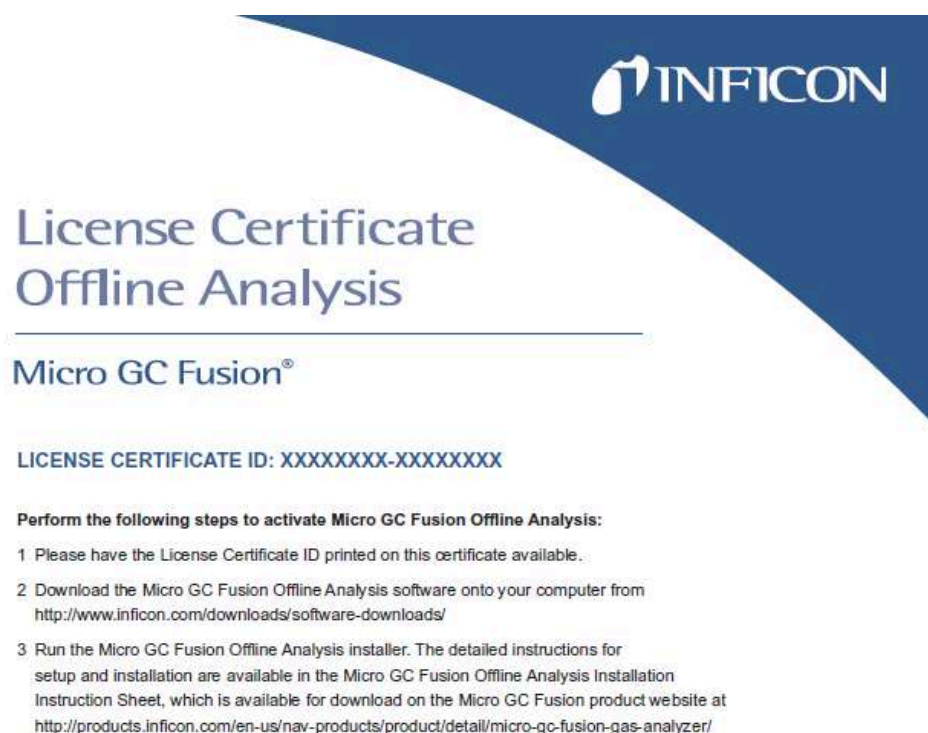 INFICON
License Certificate
Offline Analysis
Micro GC Fusion®
LICENSE CERTIFICATE ID: XXXXXXXX-XXXXXXXX
Perform the following steps to activate Micro GC Fusion Offline Analysis:
1 Please have the License Certificate ID printed on this certificate available.
2 Download the Micro GC Fusion Offline Analysis software onto your computer from
http://www.inficon.com/downloads/software-downloads/
3 Run the Micro GC Fusion Offline Analysis installer. The detailed instructions for
setup and installation are available in the Micro GC Fusion Offline Analysis Installation
Instruction Sheet, which is available for download on the Micro GC Fusion product website at
http://products.inficon.com/en-us/nav-products/product/detail/micro-gc-fusion-gas-analyzer/